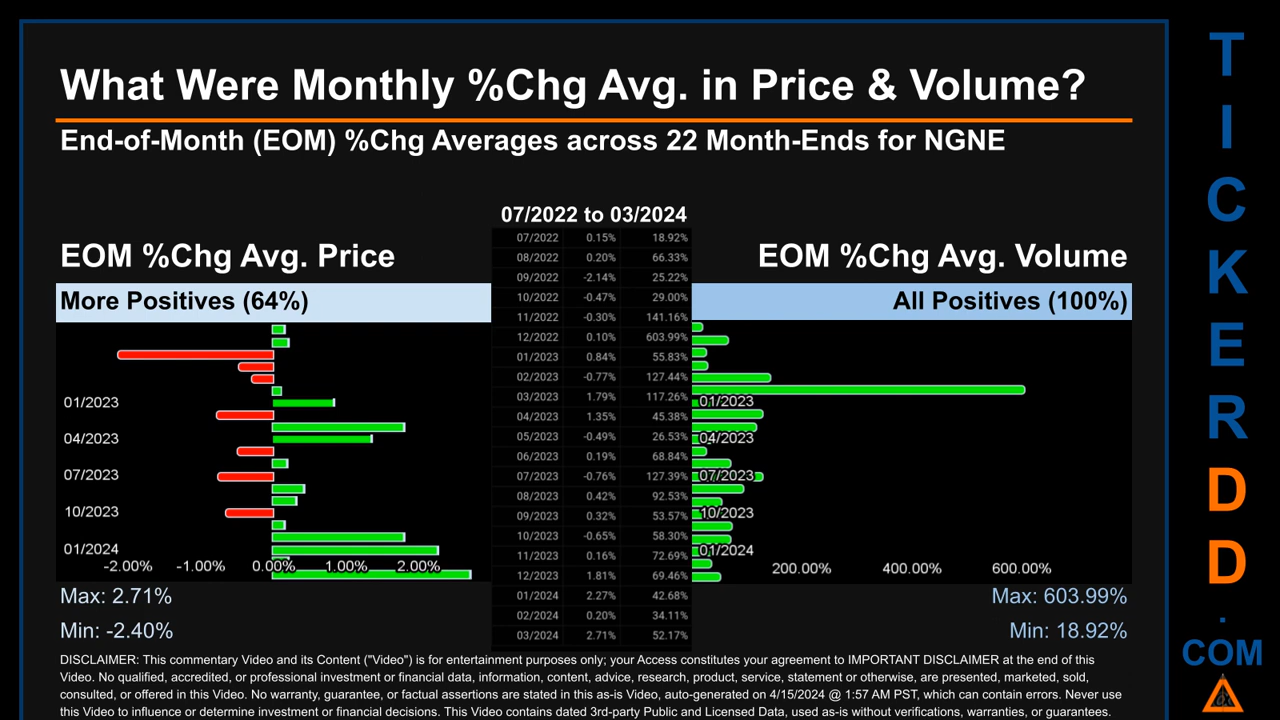 What Were Monthly %Chg Avg. in Price & Volume?
End-of-Month (EOM) %Chg Averages across 22 Month-Ends for NGNE
07/2022 to 03/2024
EOM %Chg Avg. Price
EOM %Chg Avg. Volume
More Positives (64%)
All Positives (100%)
07/2022 0.15% 18.92%
08/2022 0.20% 66.33%
09/2022 -2.14% 25.22%
10/2022 -0.47% 29.00%
11/2022 -0.30% 141.16%
12/2022 0.10% 603.99%
01/2023 0.84% 55.83%
02/2023 -0.77% 127.44%
03/2023 1.79% 117.26%
04/2023 1.35% 45.38%
05/2023 -0.49% 26.53%
06/2023 0.19% 68.84%
07/2023 -0.76% 127.39%
08/2023 0.42% 92.53%
09/2023 0.32% 53.57%
10/2023 -0.65% 58.30%
11/2023 0.16% 72.69%
12/2023 1.81% 69.46%
01/2024 2.27% 42.68%
02/2024 0.20% 34.11%
03/2024 2.71% 52.17%
01/2023
04/2023
07/2023
10/2023
01/2024
-2.00% -1.00% 0.00% 1.00% 2.00%
01/2023
04/2023
07/2023
10/2023
01/2024
200.00% 400.00% 600.00%
Max: 2.71%
Min: -2.40%
Max: 603.99%
Min: 18.92%
DISCLAIMER: This commentary Video and its Content ("Video") is for entertainment purposes only; your Access constitutes your agreement to IMPORTANT DISCLAIMER at the end of this
Video. No qualified, accredited, or professional investment or financial data, information, content, advice, research, product, service, statement or otherwise, are presented, marketed, sold,
consulted, or offered in this Video. No warranty, guarantee, or factual assertions are stated in this as-is Video, auto-generated on 4/15/2024 @ 1:57 AM PST, which can contain errors. Never use
this Video to influence or determine investment or financial decisions. This Video contains dated 3rd-party Public and Licensed Data, used as-is without verifications, warranties, or guarantees.
TICKERDD.COM